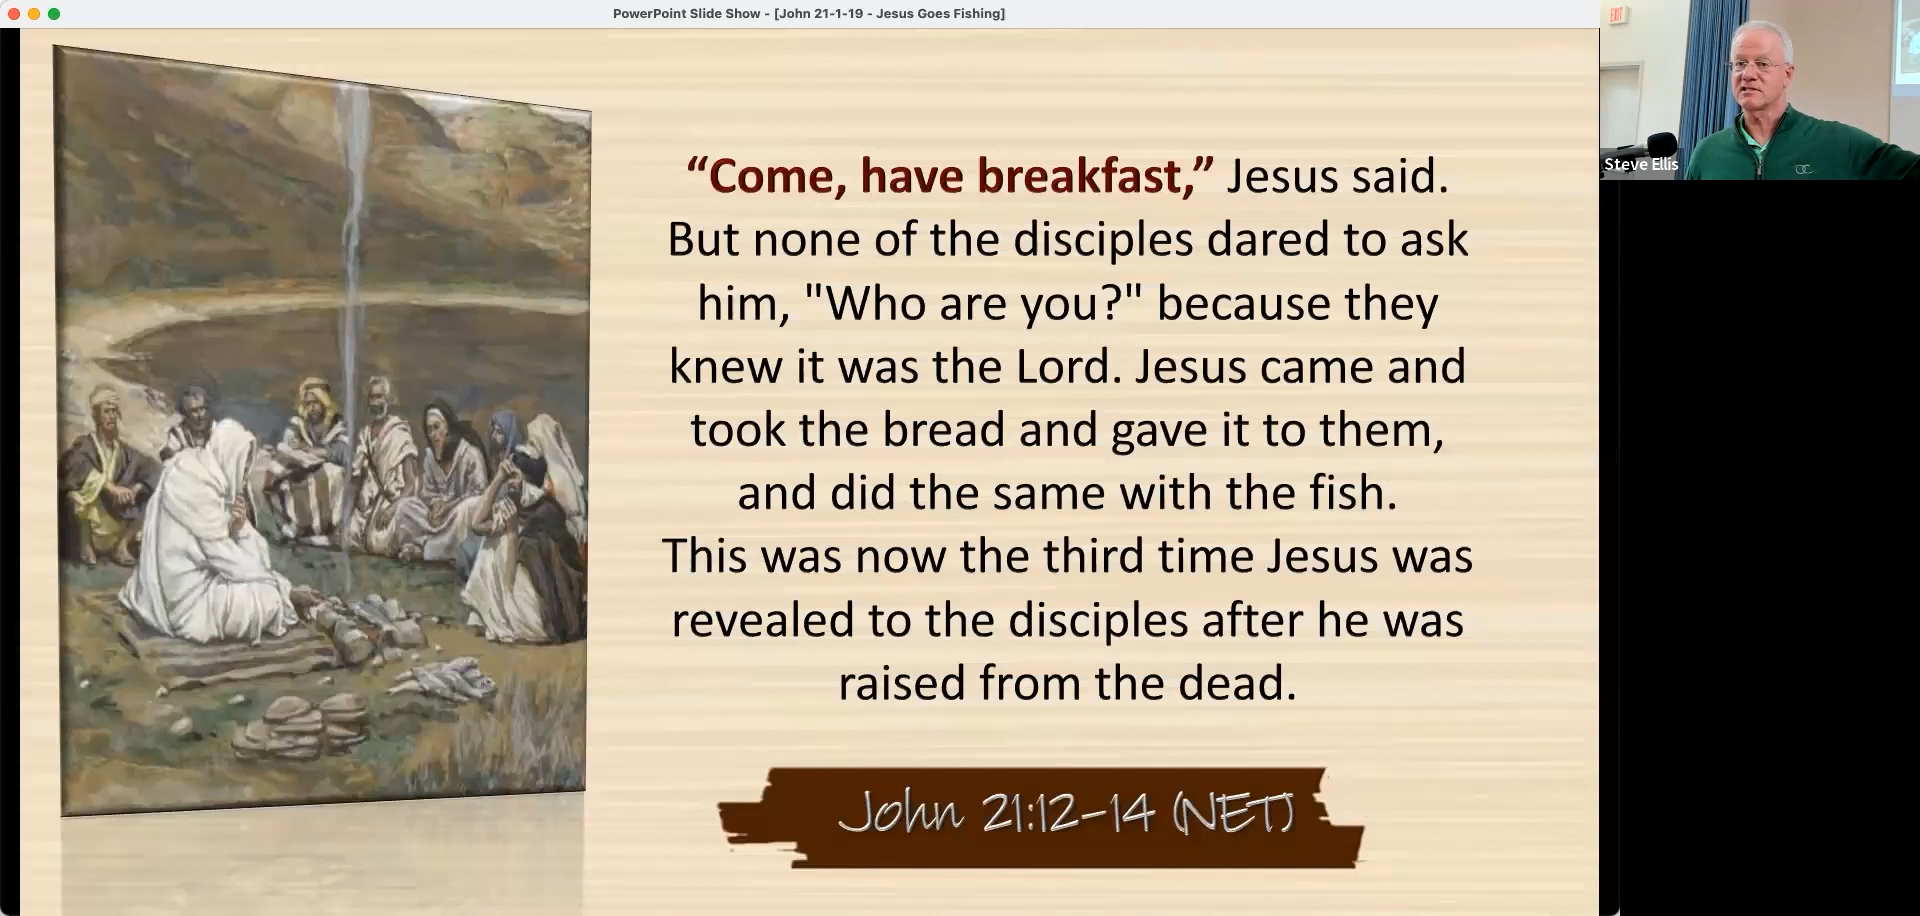 PowerPoint Slide Show - [John 21-1-19 - Jesus Goes Fishing]
EXIT
Steve Ellis
“Come, have breakfast,” Jesus said.
But none of the disciples dared to ask
him, "Who are you?" because they
knew it was the Lord. Jesus came and
took the bread and gave it to them,
and did the same with the fish.
This was now the third time Jesus was
revealed to the disciples after he was
raised from the dead.
John 21:12–14 (NET)